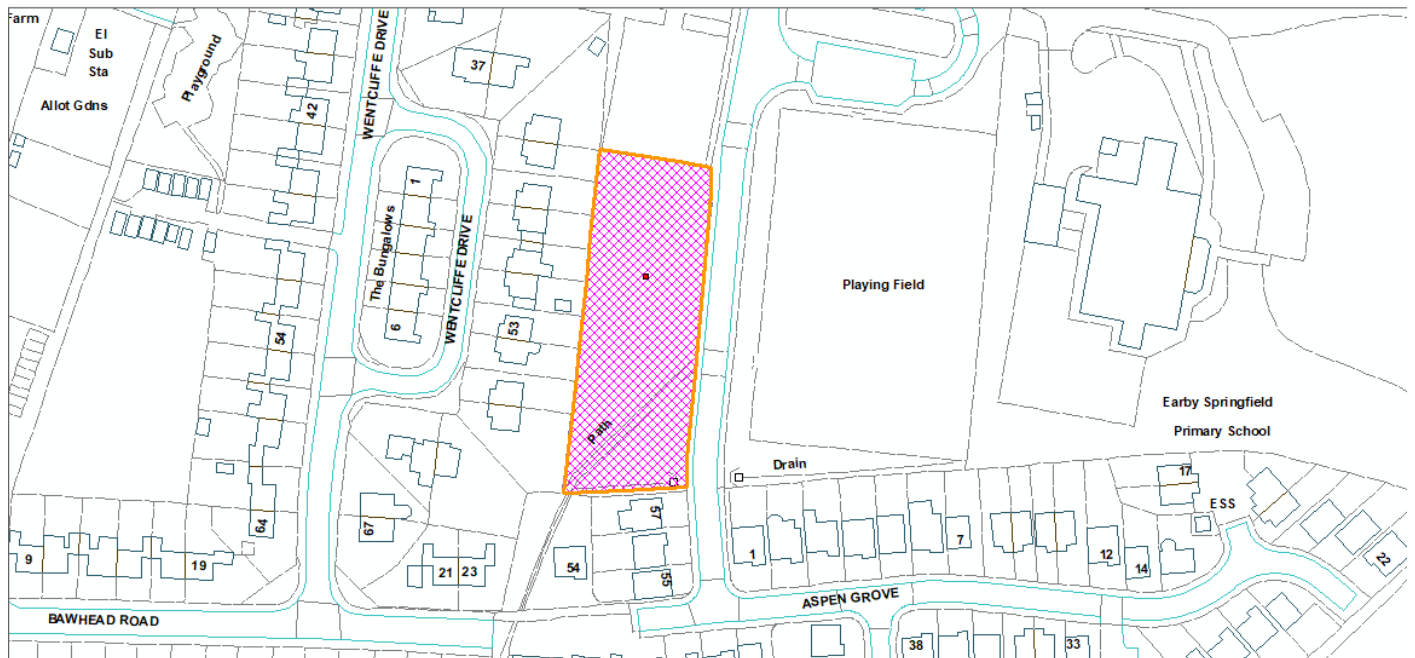 Farm
El
Sub
Sta
Allot Gdns
Playground
42
WENTCLIFFE DRIVE
37
The Bungalows
1
6
WENTCLIFFE DRIVE
54
53
64
67
9
19
21
23
BAWHEAD ROAD
Path
54
57
55
Playing Field
Drain
Earby Springfield
Primary School
17
ESS
1
7
12
14
22
ASPEN GROVE
38
33